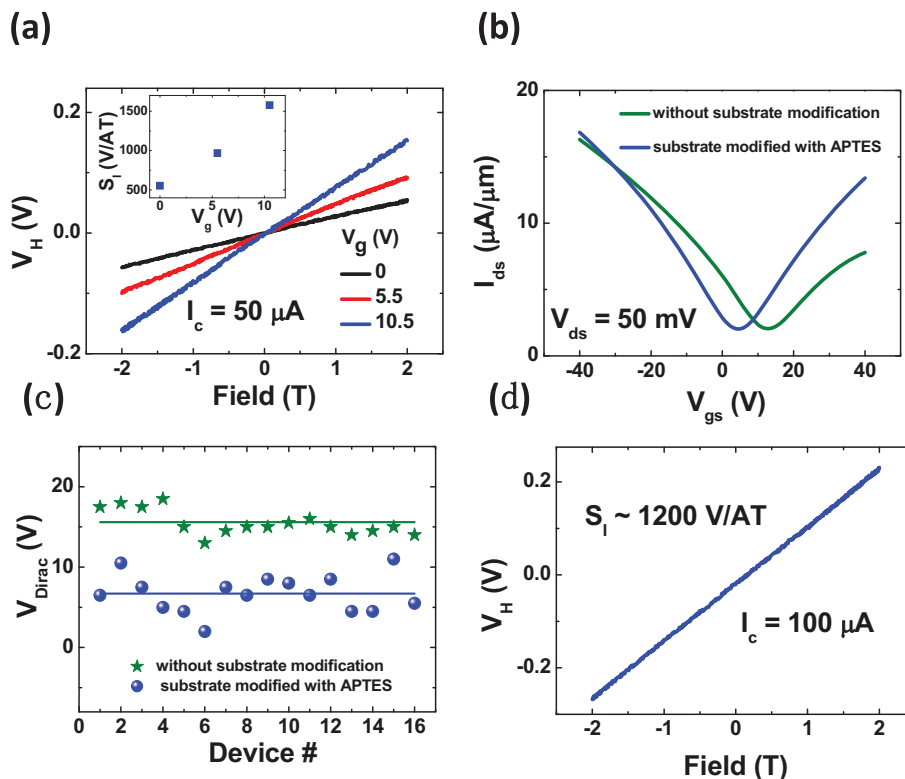 (a)
0.2
0.0
-0.2
V_H (V)
1500
1000
500
S_I (V/AT)
0 5 10
V_g (V)
V_g (V)
0
5.5
10.5
I_c = 50 μA
-2 -1 0 1 2
Field (T)
(b)
20
10
0
I_ds (μA/μm)
without substrate modification
substrate modified with APTES
V_ds = 50 mV
-40 -20 0 20 40
V_gs (V)
(c)
20
10
0
V_Dirac (V)
without substrate modification
substrate modified with APTES
0 2 4 6 8 10 12 14 16
Device #
(d)
0.2
0.0
-0.2
V_H (V)
S_I ~ 1200 V/AT
I_c = 100 μA
-2 -1 0 1 2
Field (T)